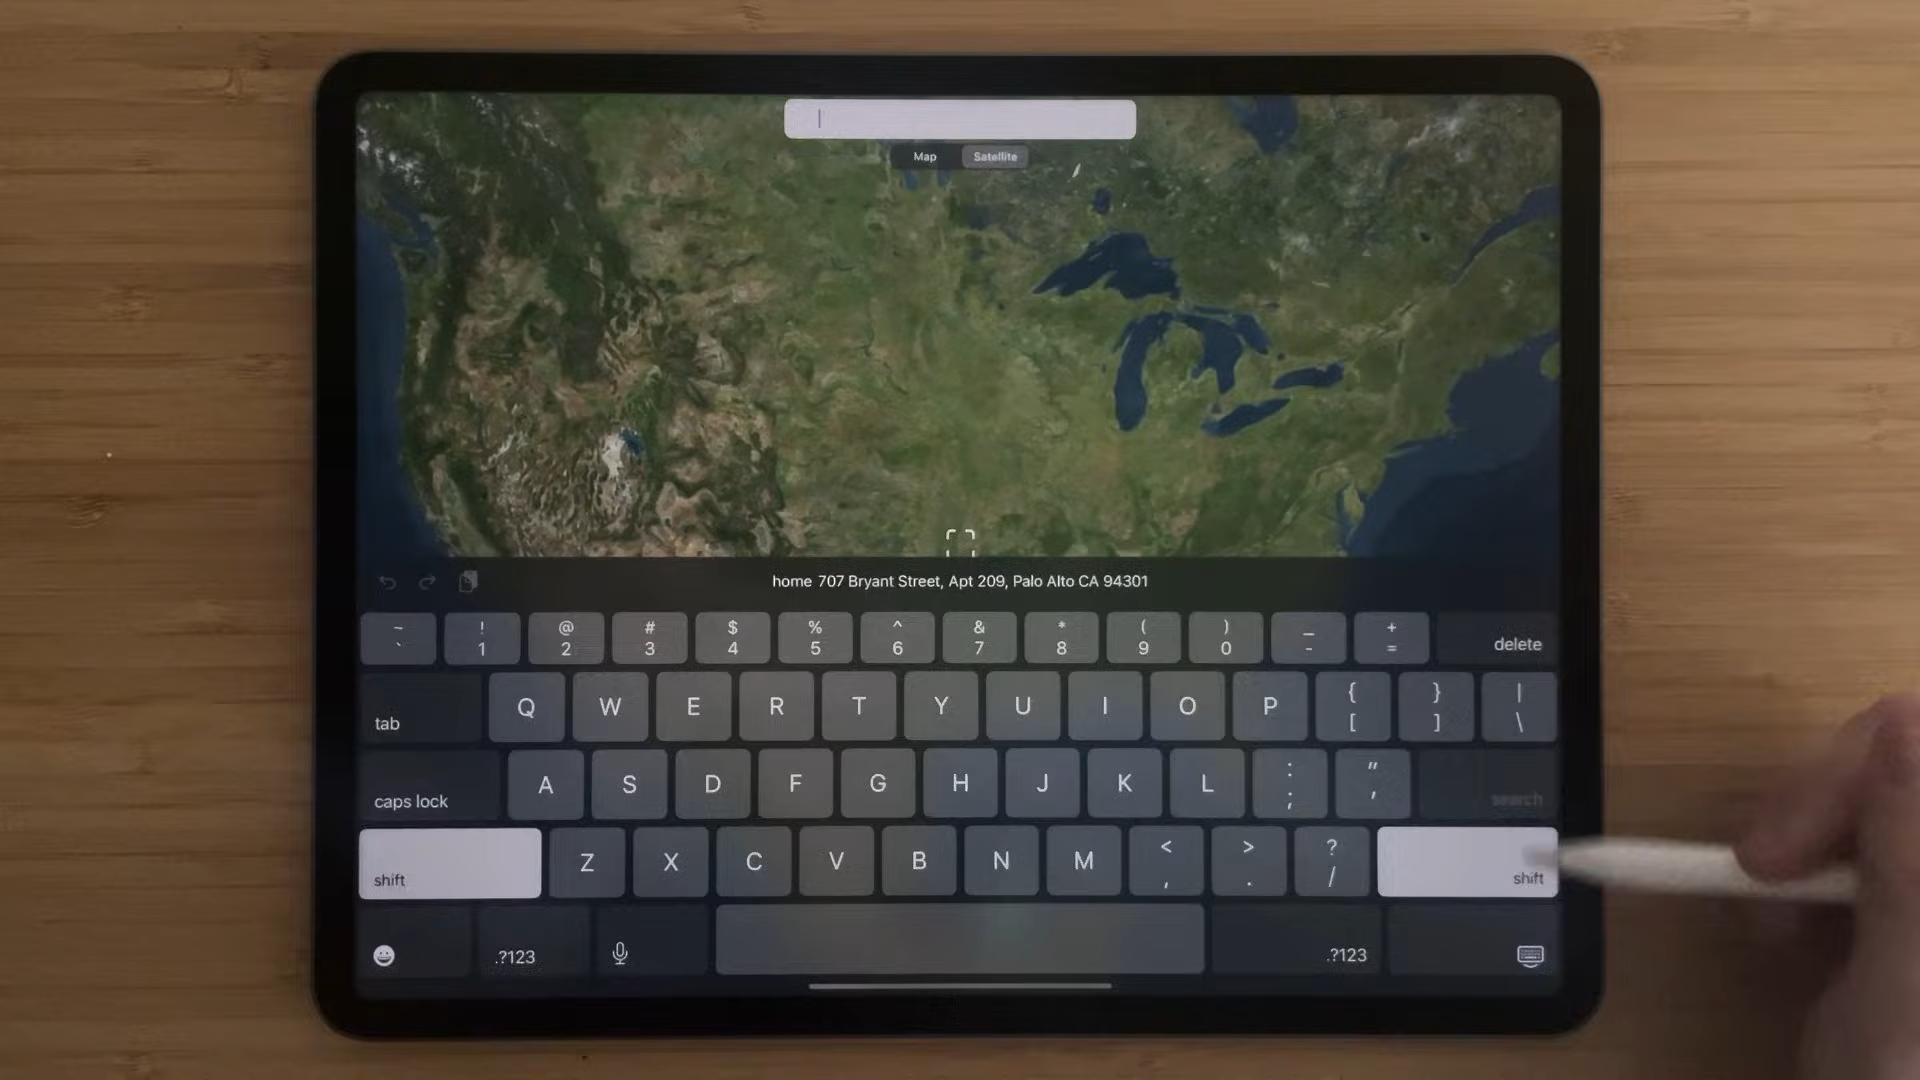 Map Satellite
home 707 Bryant Street, Apt 209, Palo Alto CA 94301
~ ! @ # $ % ^ & * ( ) _ +
` 1 2 3 4 5 6 7 8 9 0 - = delete
tab Q W E R T Y U I O P { [ } ] | \
caps lock A S D F G H J K L : ; " ' search
shift Z X C V B N M < , > . ? / shift
.?123 .?123